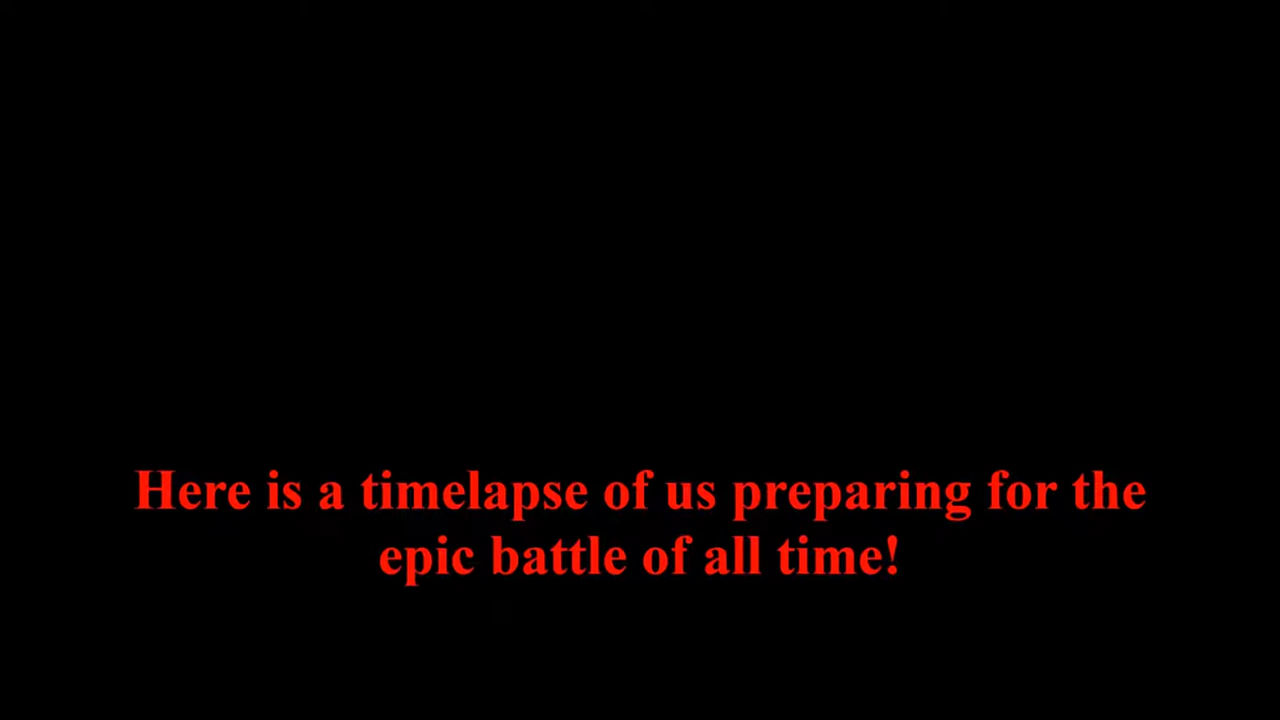 Here is a timelapse of us preparing for the
epic battle of all time!